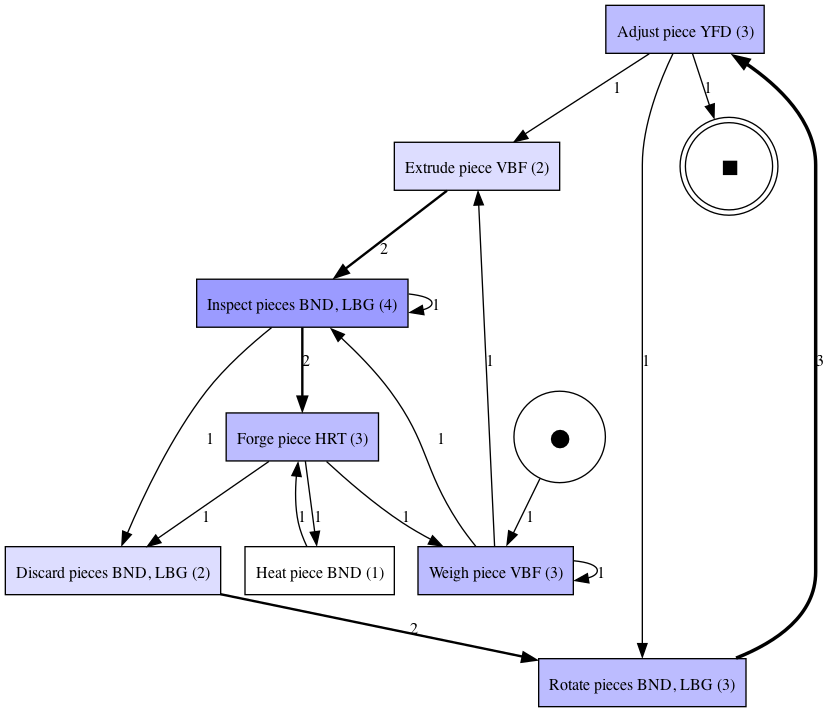 Adjust piece YFD (3)
1
1
Extrude piece VBF (2)
2
Inspect pieces BND, LBG (4)
1
2
1
1
3
1
1
Forge piece HRT (3)
1
1
1
1
1
Discard pieces BND, LBG (2)
Heat piece BND (1)
Weigh piece VBF (3)
1
2
Rotate pieces BND, LBG (3)